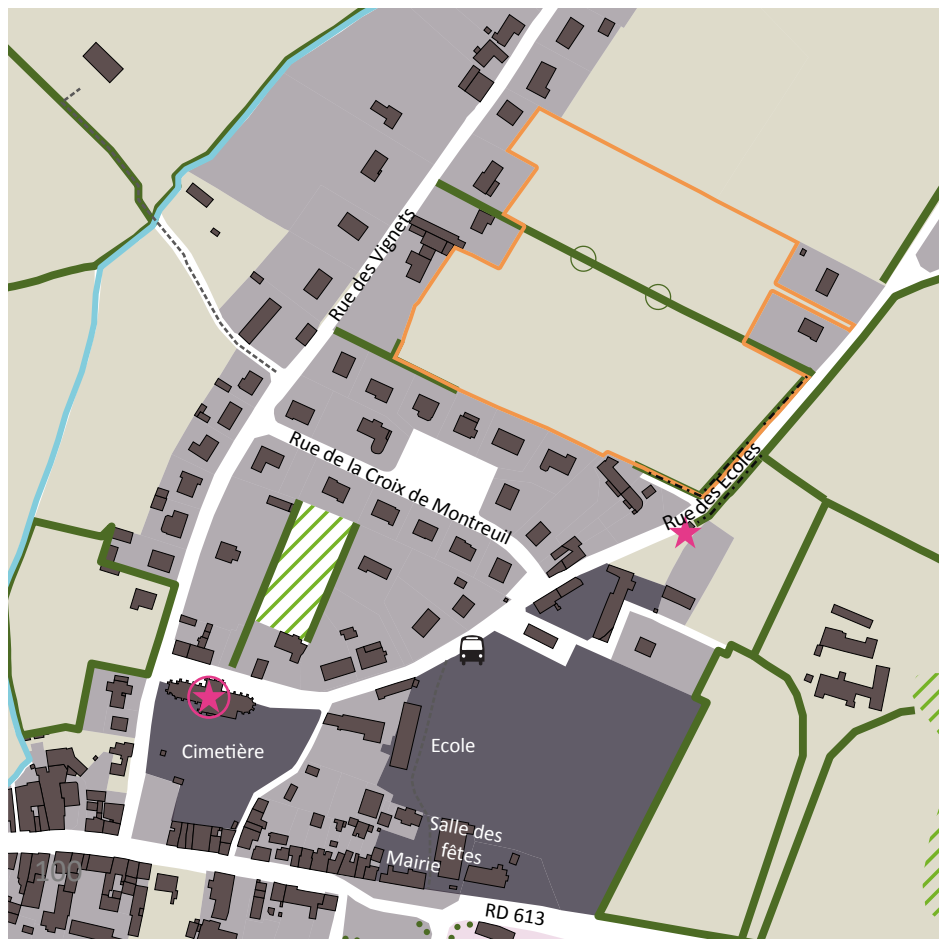 Rue des Vignets
Rue de la Croix de Montreuil
Rue des Ecoles
Cimetière
Ecole
Salle des
fêtes
Mairie
100
RD 613